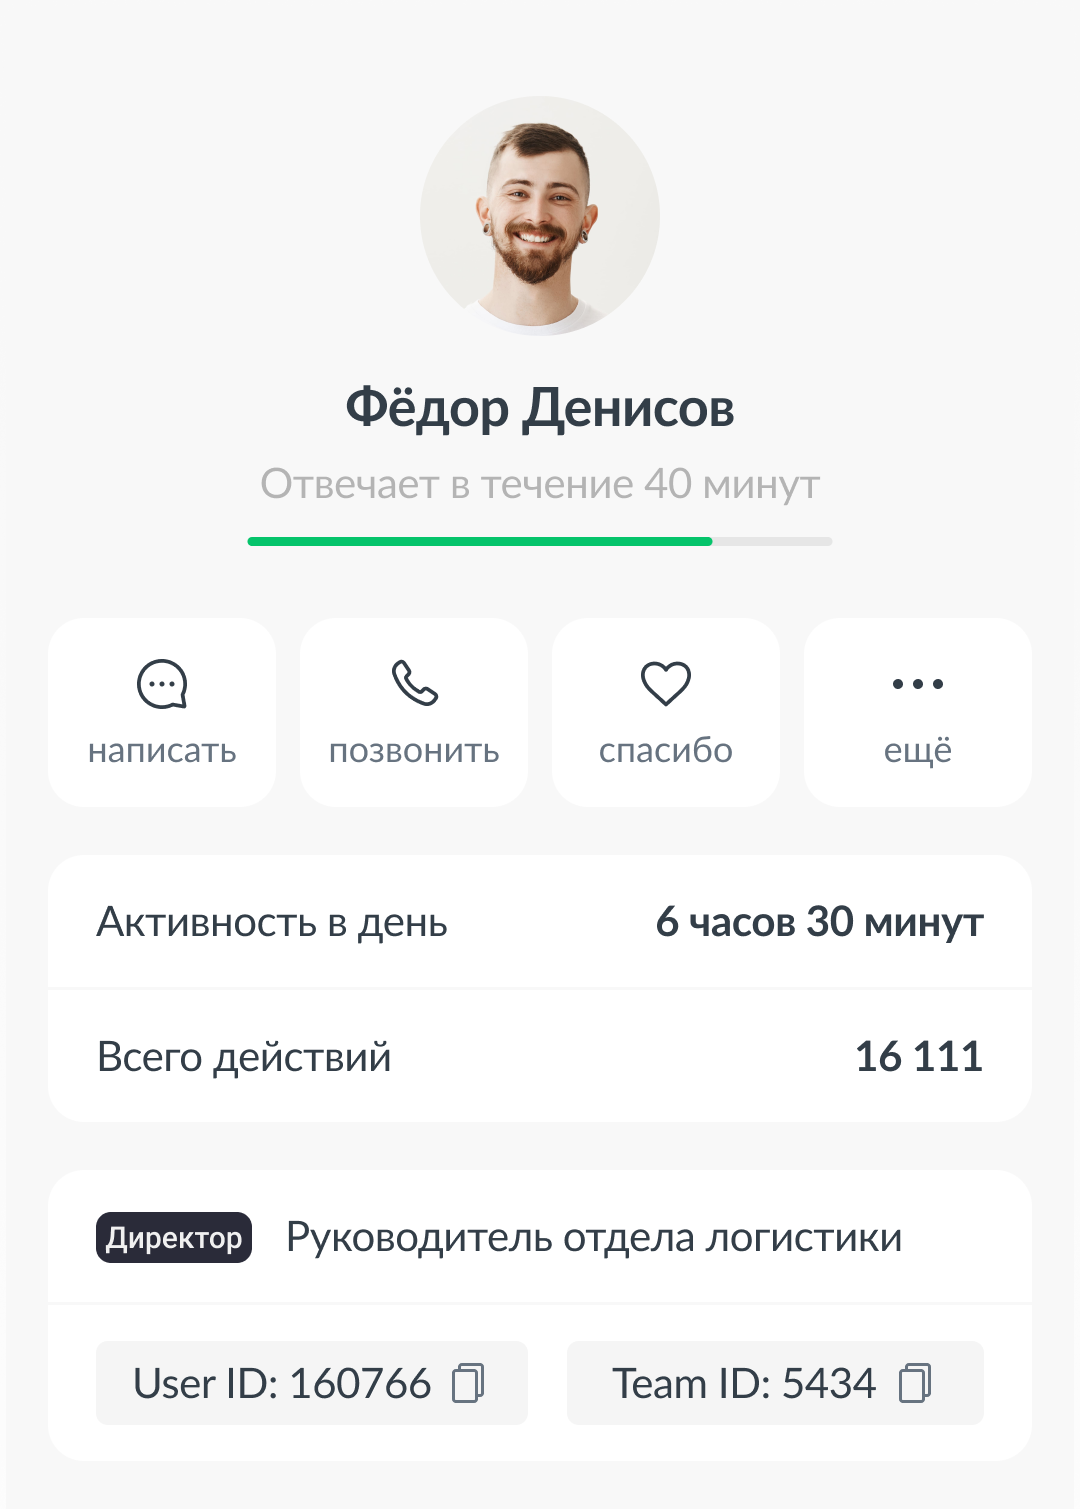 Фёдор Денисов
Отвечает в течение 40 минут
написать
позвонить
спасибо
ещё
Активность в день
6 часов 30 минут
Всего действий
16 111
Директор
Руководитель отдела логистики
User ID: 160766
Team ID: 5434